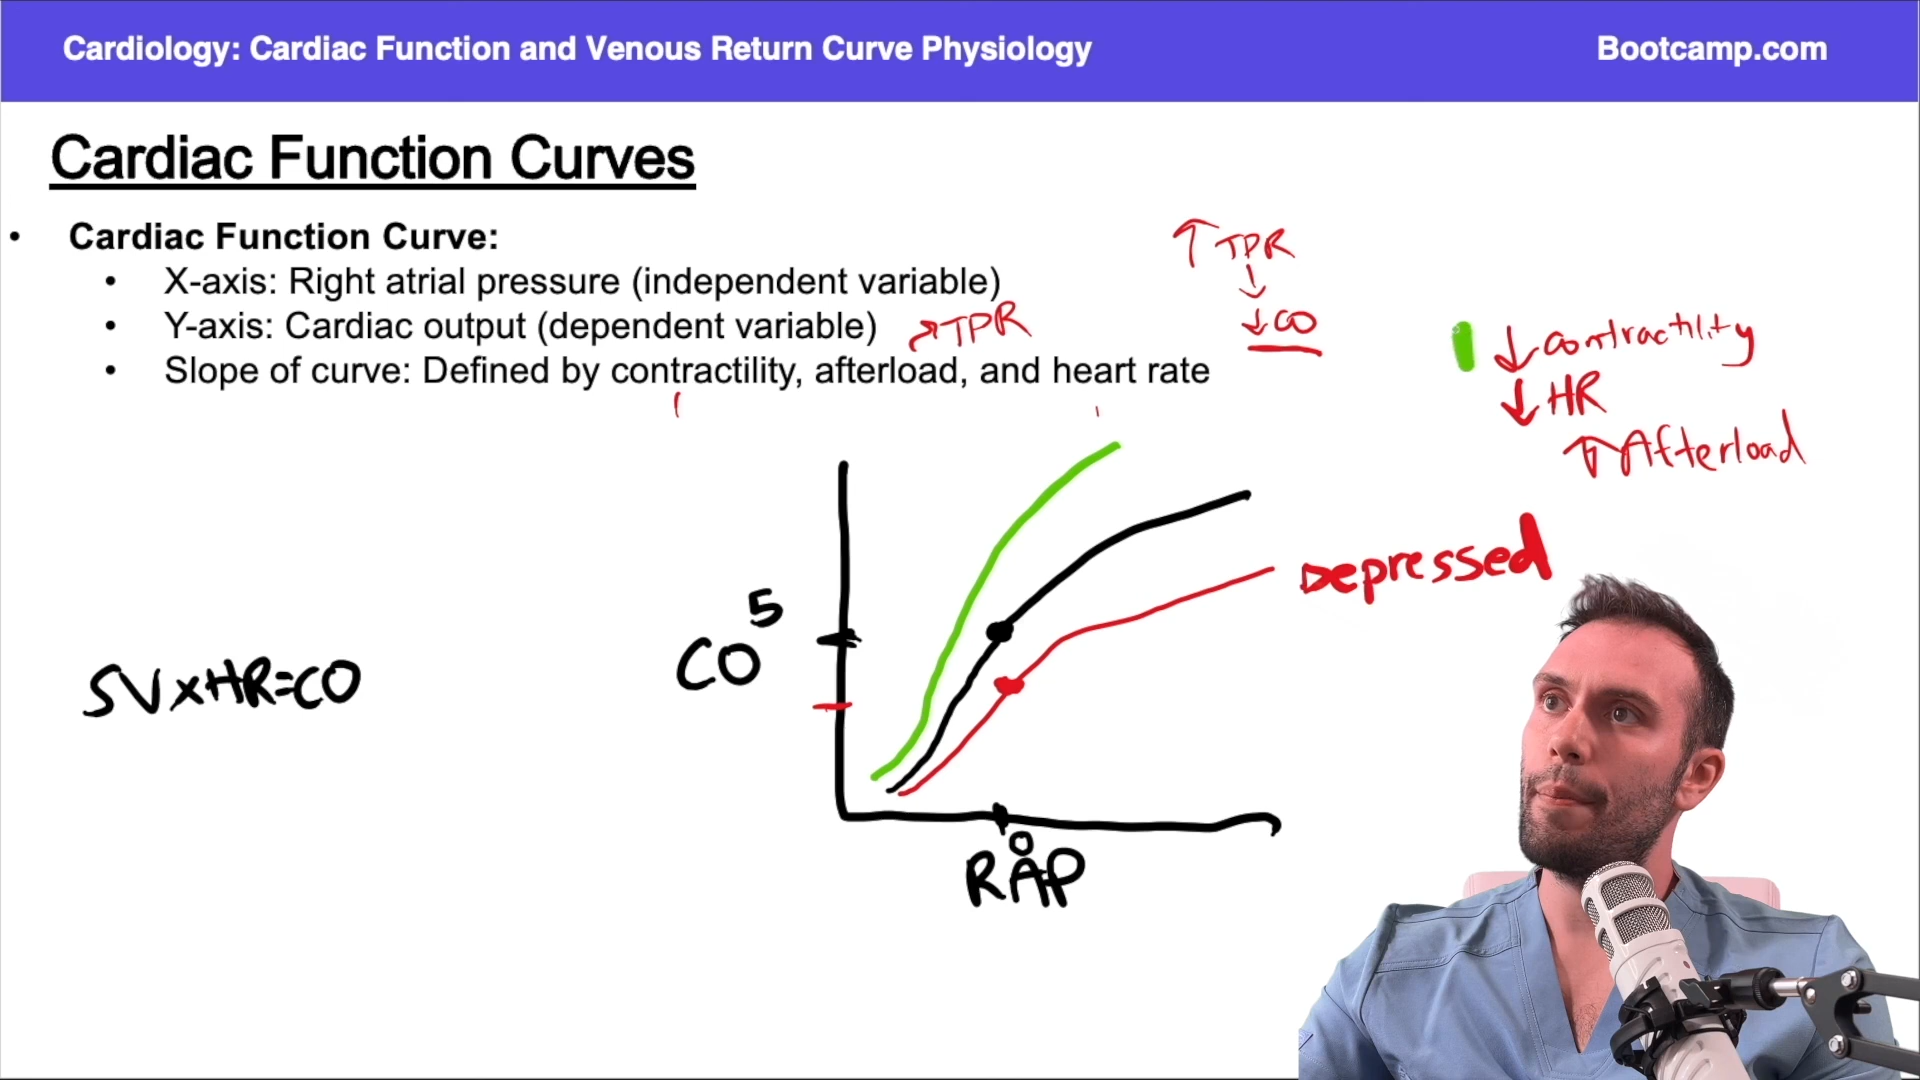 Cardiology: Cardiac Function and Venous Return Curve Physiology
Bootcamp.com
Cardiac Function Curves
• Cardiac Function Curve:
• X-axis: Right atrial pressure (independent variable)
• Y-axis: Cardiac output (dependent variable)
• Slope of curve: Defined by contractility, afterload, and heart rate
↗TPR
↑TPR
↓
↓CO
↓contractility
↓HR
↑Afterload
Depressed
5
CO
SV×HR=CO
0
RAP